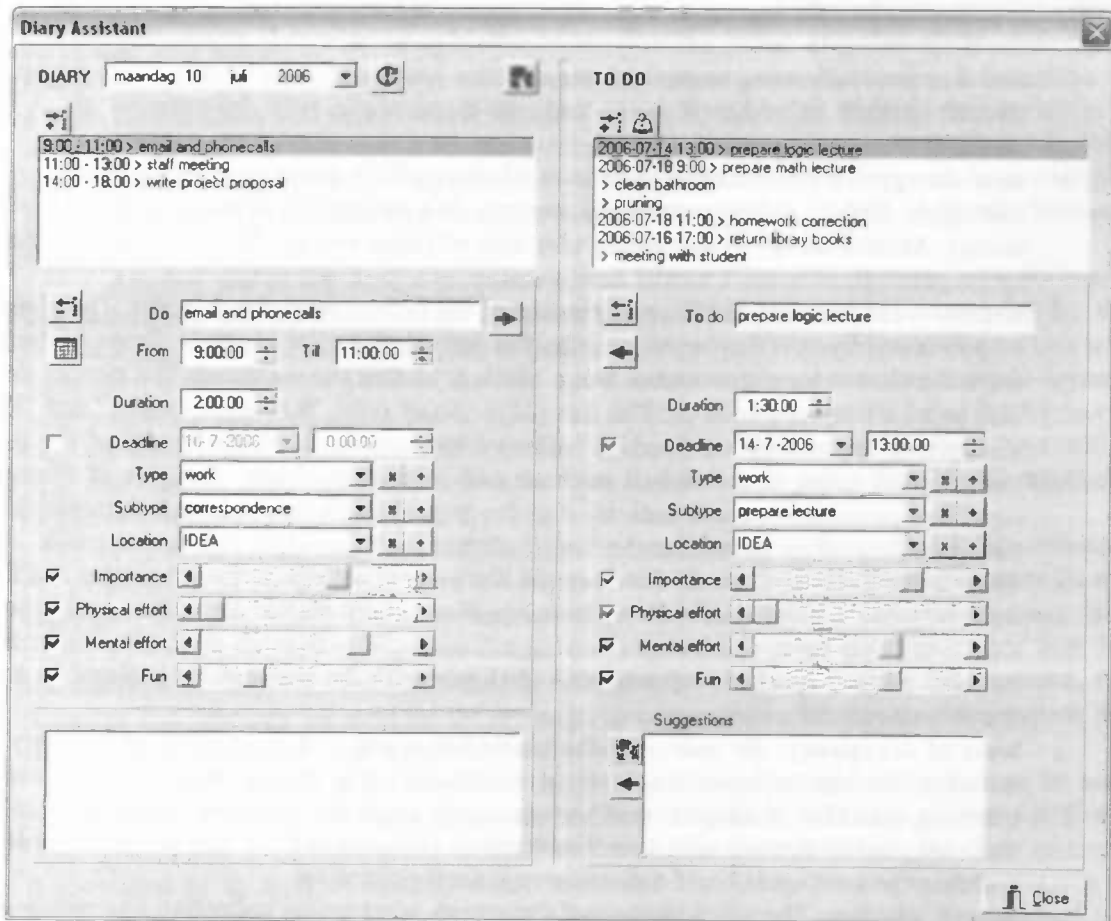 Diary Assistant
DIARY maandag 10 juli 2006
9:00 - 11:00 > email and phonecalls
11:00 - 13:00 > staff meeting
14:00 - 18:00 > write project proposal
Do email and phonecalls
From 9:00:00 Till 11:00:00
Duration 2:00:00
Deadline 16- 7 -2006 0:00:00
Type work
Subtype correspondence
Location IDEA
Importance
Physical effort
Mental effort
Fun
TO DO
2006-07-14 13:00 > prepare logic lecture
2006-07-18 9:00 > prepare math lecture
> clean bathroom
> pruning
2006-07-18 11:00 > homework correction
2006-07-16 17:00 > return library books
> meeting with student
To do prepare logic lecture
Duration 1:30:00
Deadline 14- 7 -2006 13:00:00
Type work
Subtype prepare lecture
Location IDEA
Importance
Physical effort
Mental effort
Fun
Suggestions
Close